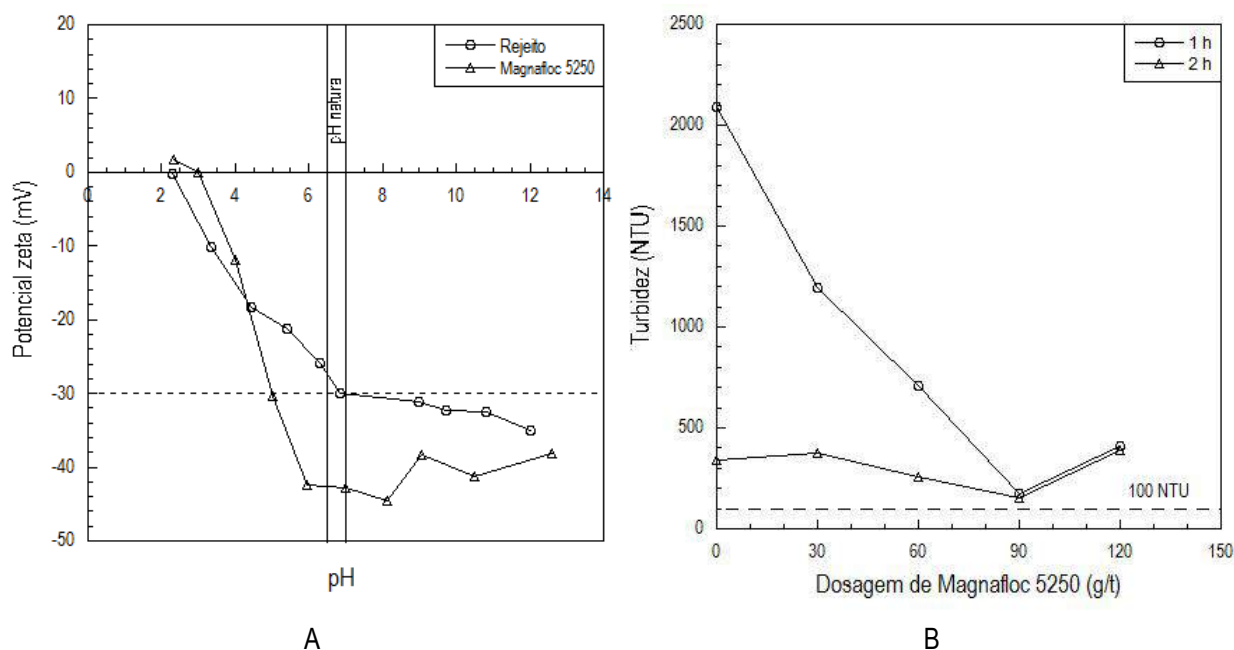 20
10
0
-10
-20
-30
-40
-50
0
2
4
6
8
10
12
14
Potencial zeta (mV)
pH
pH natura
Rejeito
Magnafloc 5250
A
2500
2000
1500
1000
500
0
0
30
60
90
120
150
Turbidez (NTU)
Dosagem de Magnafloc 5250 (g/t)
1 h
2 h
100 NTU
B